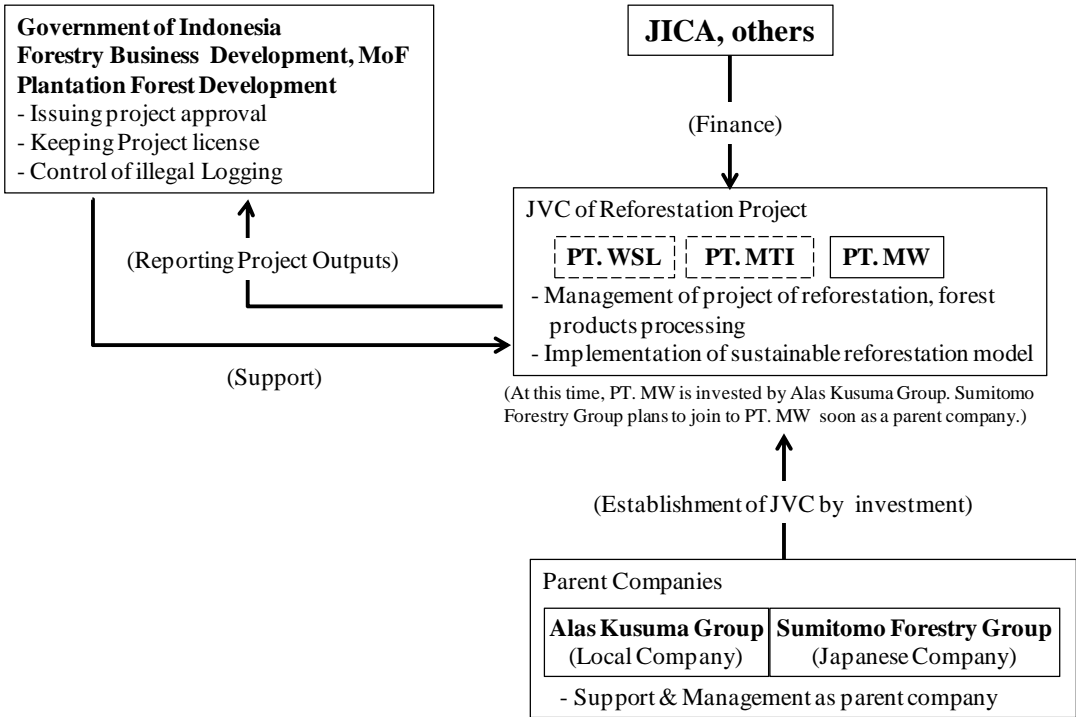 Government of Indonesia
Forestry Business Development, MoF
Plantation Forest Development
- Issuing project approval
- Keeping Project license
- Control of illegal Logging
JICA, others
(Finance)
JVC of Reforestation Project
PT. WSL PT. MTI PT. MW
- Management of project of reforestation, forest
products processing
- Implementation of sustainable reforestation model
(Reporting Project Outputs)
(Support)
(At this time, PT. MW is invested by Alas Kusuma Group. Sumitomo
Forestry Group plans to join to PT. MW soon as a parent company.)
(Establishment of JVC by investment)
Parent Companies
Alas Kusuma Group Sumitomo Forestry Group
(Local Company) (Japanese Company)
- Support & Management as parent company